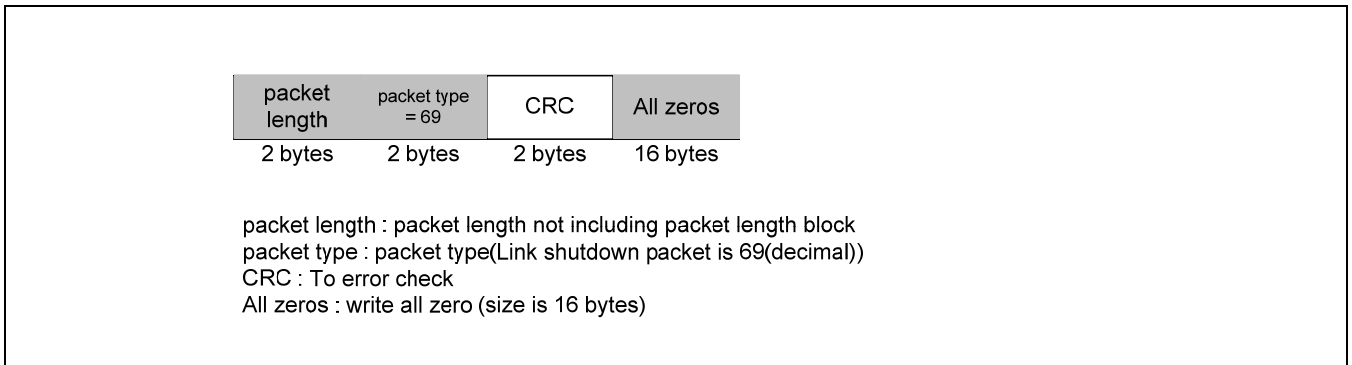 packet length
packet type = 69
CRC
All zeros
2 bytes
2 bytes
2 bytes
16 bytes
packet length : packet length not including packet length block
packet type : packet type(Link shutdown packet is 69(decimal))
CRC : To error check
All zeros : write all zero (size is 16 bytes)